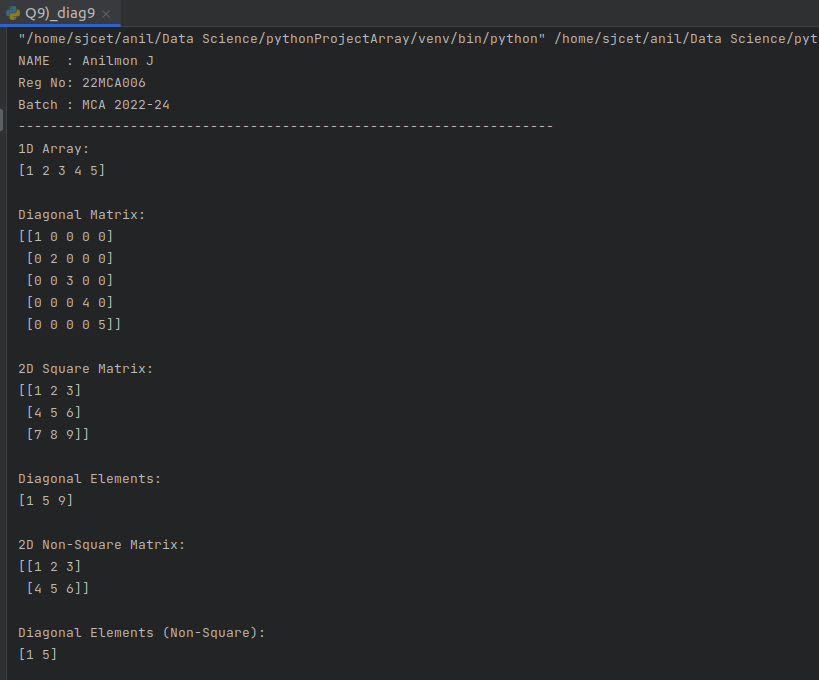 Q9)_diag9
"/home/sjcet/anil/Data Science/pythonProjectArray/venv/bin/python" /home/sjcet/anil/Data Science/pyt
NAME  : Anilmon J
Reg No: 22MCA006
Batch : MCA 2022-24
-------------------------------------------------------------------
1D Array:
[1 2 3 4 5]
Diagonal Matrix:
[[1 0 0 0 0]
 [0 2 0 0 0]
 [0 0 3 0 0]
 [0 0 0 4 0]
 [0 0 0 0 5]]
2D Square Matrix:
[[1 2 3]
 [4 5 6]
 [7 8 9]]
Diagonal Elements:
[1 5 9]
2D Non-Square Matrix:
[[1 2 3]
 [4 5 6]]
Diagonal Elements (Non-Square):
[1 5]